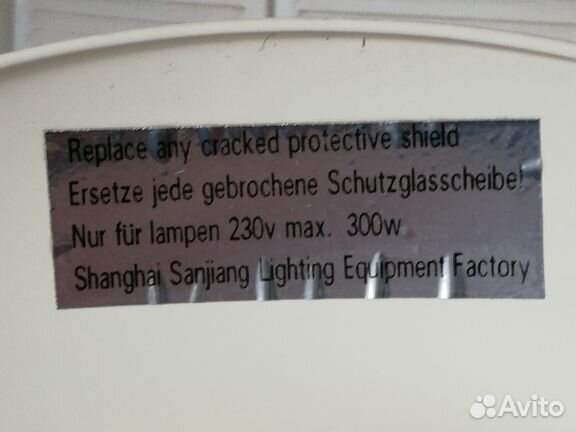 Replace any cracked protective shield
Ersetze jede gebrochene Schutzglasscheibe!
Nur für lampen 230v max. 300w
Shanghai Sanjiang Lighting Equipment Factory
Avito